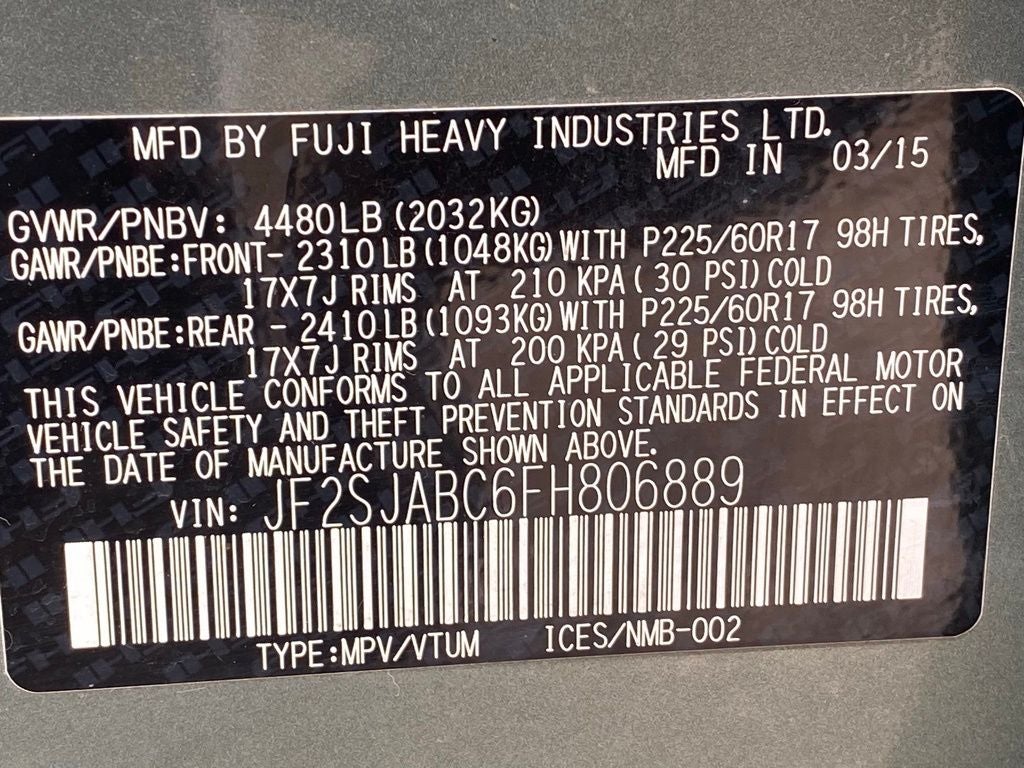 MFD BY FUJI HEAVY INDUSTRIES LTD.
MFD IN 03/15
GVWR/PNBV: 4480LB (2032KG)
GAWR/PNBE:FRONT- 2310LB (1048KG) WITH P225/60R17 98H TIRES,
17X7J RIMS AT 210 KPA( 30 PSI) COLD
GAWR/PNBE:REAR - 2410LB (1093KG) WITH P225/60R17 98H TIRES,
17X7J RIMS AT 200 KPA( 29 PSI) COLD
THIS VEHICLE CONFORMS TO ALL APPLICABLE FEDERAL MOTOR
VEHICLE SAFETY AND THEFT PREVENTION STANDARDS IN EFFECT ON
THE DATE OF MANUFACTURE SHOWN ABOVE.
VIN: JF2SJABC6FH806889
TYPE:MPV/VTUM ICES/NMB-002